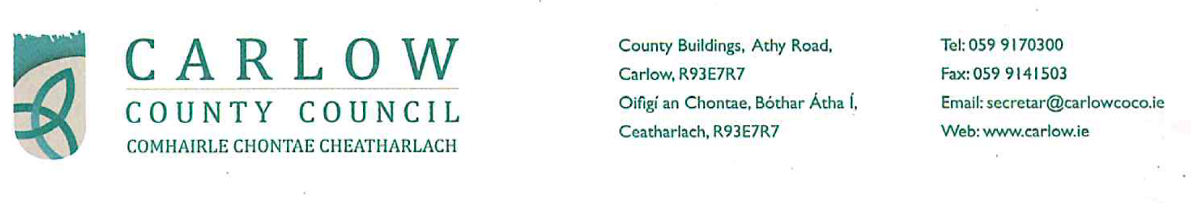 CARLOW
COUNTY COUNCIL
COMHAIRLE CHONTAE CHEATHARLACH
County Buildings, Athy Road,
Carlow, R93E7R7
Oifigí an Chontae, Bóthar Átha Í,
Ceatharlach, R93E7R7
Tel: 059 9170300
Fax: 059 9141503
Email: secretar@carlowcoco.ie
Web: www.carlow.ie